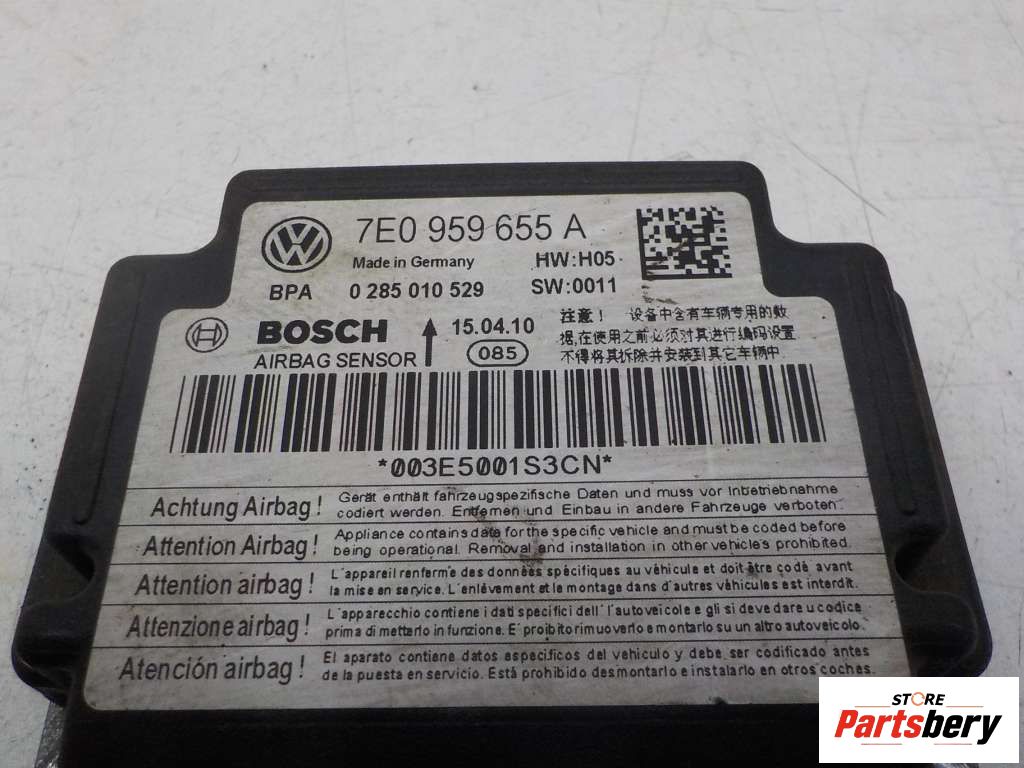 7E0 959 655 A
Made in Germany HW:H05
BPA 0 285 010 529 SW:0011
BOSCH 15.04.10
AIRBAG SENSOR 085
注意! 设备中含有车辆专用的数
据,在使用之前必须对其进行编码设置
不得将其拆除并安装到其它车辆中
*003E5001S3CN*
Achtung Airbag! Gerät enthält fahrzeugspezifische Daten und muss vor Inbetriebnahme
codiert werden. Entfernen und Einbau in andere Fahrzeuge verboten.
Attention Airbag! Appliance contains data for the specific vehicle and must be coded before
being operational. Removal and installation in other vehicles prohibited.
Attention airbag! L'appareil renferme des données spécifiques au véhicule et doit être codé avant
la mise en service. L'enlèvement et le montage dans d'autres véhicules est interdit.
Attenzione airbag! L'apparecchio contiene i dati specifici dell'l'autoveicolo e gli si deve dare u codice
prima di metterlo in funzione. E' proibito rimuoverlo e montarlo su un altro autoveicolo.
Atención airbag! El aparato contiene datos especificos del vehículo y debe ser codificado antes
de la puesta en servicio. Está prohibido desmontarlo e instalarlo en otros coches.
STORE
Partsbery